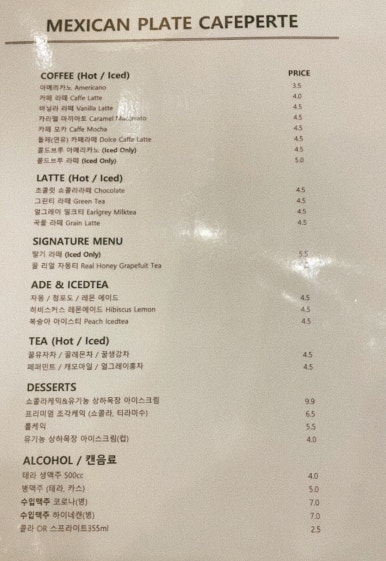 MEXICAN PLATE CAFEPERTE
COFFEE (Hot / Iced) PRICE
아메리카노 Americano 3.5
카페 라떼 Caffe Latte 4.0
바닐라 라떼 Vanille Latte 4.5
카라멜 마끼아또 Caramel Macchiato 4.5
카페 모카 Caffe Mocha 4.5
돌체(연유) 카페라떼 Dolce Caffe Latte 4.5
콜드브루 아메리카노 (Iced Only) 4.5
콜드브루 라떼 (Iced Only) 5.0
LATTE (Hot / Iced)
초콜릿 쇼콜라라떼 Chocolate 4.5
그린티 라떼 Green Tea 4.5
얼그레이 밀크티 Earlgrey Milktea 4.5
곡물 라떼 Grain Latte 4.5
SIGNATURE MENU
딸기 라떼 (Iced Only) 5.5
꿀 리얼 자몽티 Real Honey Grapefuit Tea
ADE & ICEDTEA
자몽 / 청포도 / 레몬 에이드 4.5
히비스커스 레몬에이드 Hibiscus Lemon 4.5
복숭아 아이스티 Peach Icedtea 4.5
TEA (Hot / Iced)
꿀유자차 / 꿀레몬차 / 꿀생강차 4.5
페퍼민트 / 캐모마일 / 얼그레이홍차 4.5
DESSERTS
쇼콜라케익&유기농 상하목장 아이스크림 9.9
프리미엄 조각케익 (쇼콜라, 티라미수) 6.5
롤케익 5.5
유기농 상하목장 아이스크림(컵) 4.0
ALCOHOL / 캔음료
테라 생맥주 500cc 4.0
병맥주 (테라, 카스) 5.0
수입맥주 코로나(병) 7.0
수입맥주 하이네캔(병) 7.0
콜라 OR 스프라이트355ml 2.5